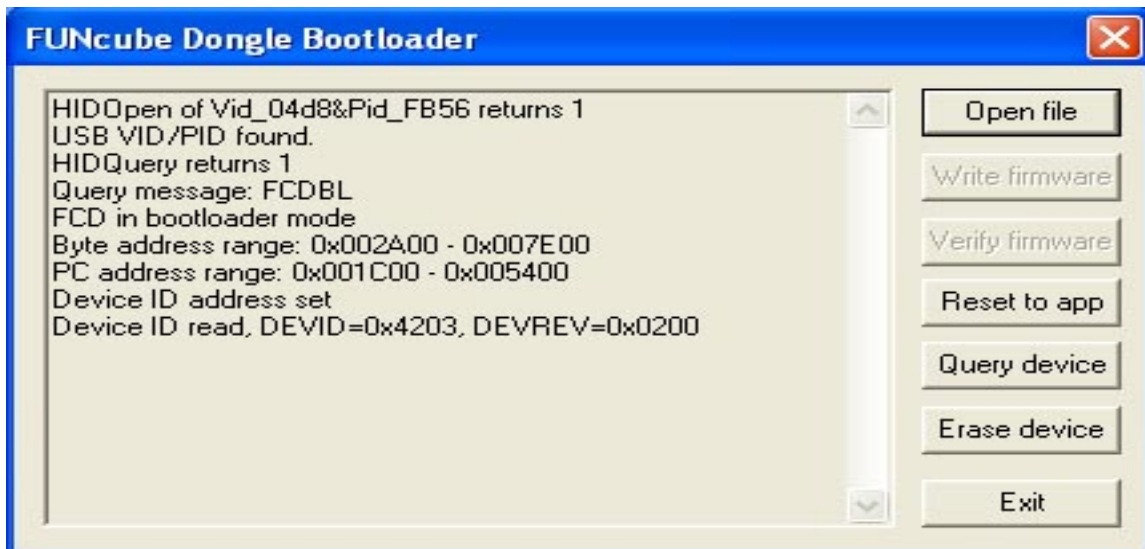 FUNcube Dongle Bootloader
HIDOpen of Vid_04d8&Pid_FB56 returns 1
USB VID/PID found.
HIDQuery returns 1
Query message: FCDBL
FCD in bootloader mode
Byte address range: 0x002A00 - 0x007E00
PC address range: 0x001C00 - 0x005400
Device ID address set
Device ID read, DEVID=0x4203, DEVREV=0x0200
Open file
Write firmware
Verify firmware
Reset to app
Query device
Erase device
Exit